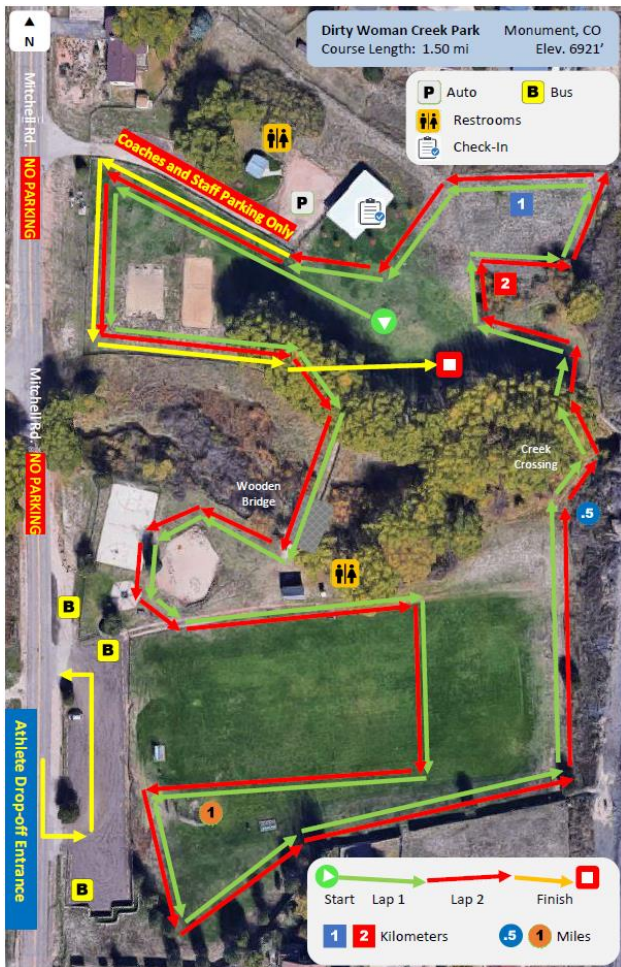 Dirty Woman Creek Park Monument, CO
Course Length: 1.50 mi Elev. 6921’
P Auto B Bus
Restrooms
Check-In
N
Mitchell Rd. NO PARKING
Coaches and Staff Parking Only
P
1
2
Mitchell Rd. NO PARKING
Creek
Crossing
Wooden
Bridge
.5
B
B
Athlete Drop-off Entrance
1
B
Start Lap 1 Lap 2 Finish
1 2 Kilometers .5 1 Miles